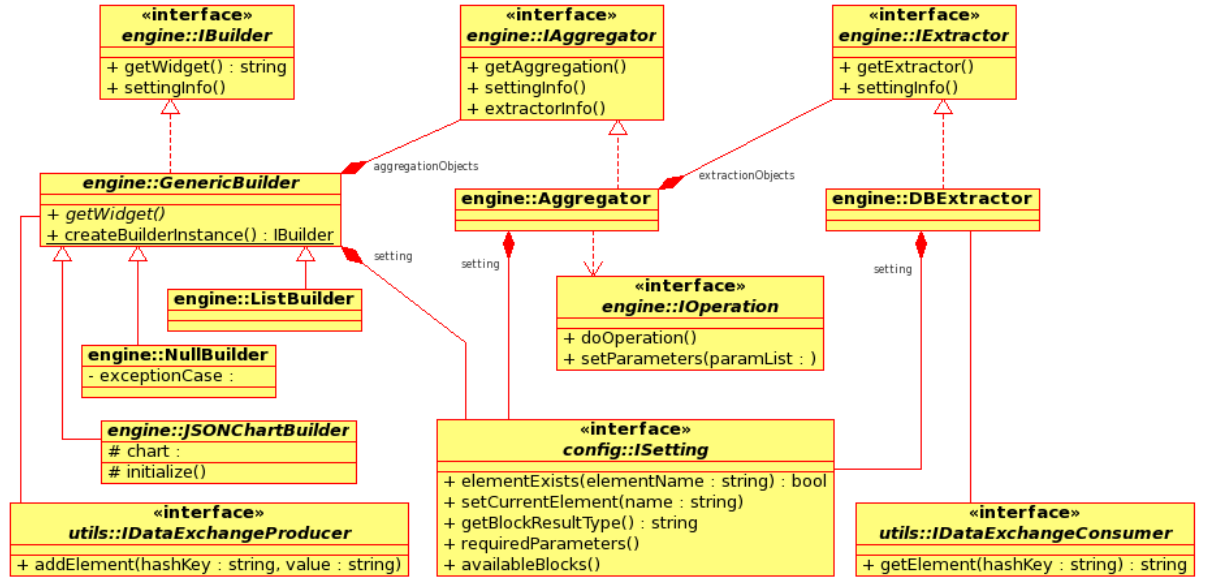 «interface»
engine::IBuilder
+ getWidget() : string
+ settingInfo()
«interface»
engine::IAggregator
+ getAggregation()
+ settingInfo()
+ extractorInfo()
«interface»
engine::IExtractor
+ getExtractor()
+ settingInfo()
aggregationObjects
extractionObjects
engine::GenericBuilder
+ getWidget()
+ createBuilderInstance() : IBuilder
engine::Aggregator
engine::DBExtractor
setting
setting
setting
engine::ListBuilder
«interface»
engine::IOperation
+ doOperation()
+ setParameters(paramList : )
engine::NullBuilder
- exceptionCase :
engine::JSONChartBuilder
# chart :
# initialize()
«interface»
config::ISetting
+ elementExists(elementName : string) : bool
+ setCurrentElement(name : string)
+ getBlockResultType() : string
+ requiredParameters()
+ availableBlocks()
«interface»
utils::IDataExchangeProducer
+ addElement(hashKey : string, value : string)
«interface»
utils::IDataExchangeConsumer
+ getElement(hashKey : string) : string